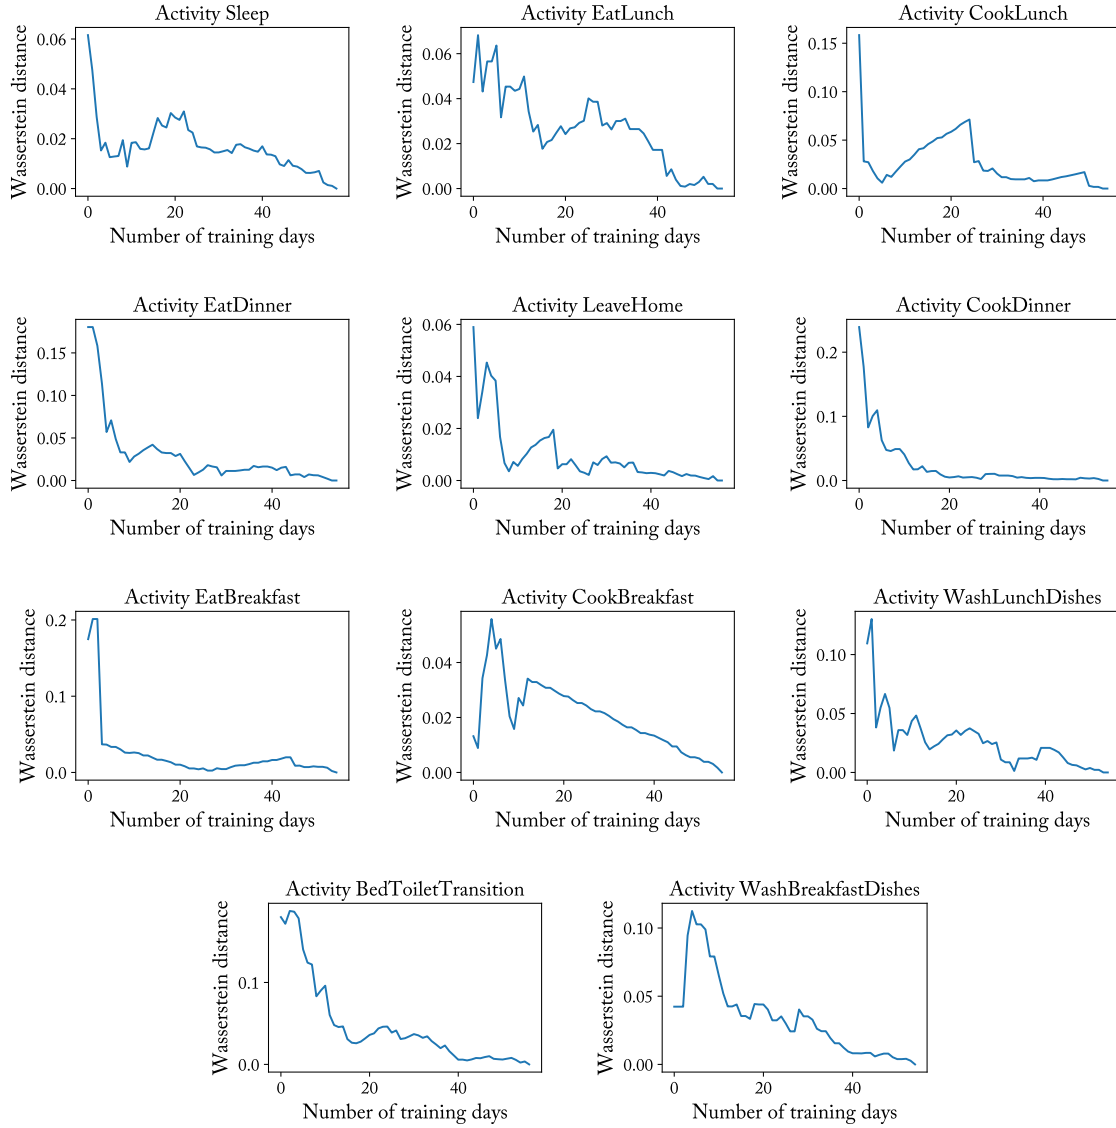 Activity Sleep
Wasserstein distance
0.06
0.04
0.02
0.00
0
20
40
Number of training days
Activity EatLunch
Wasserstein distance
0.06
0.04
0.02
0.00
0
20
40
Number of training days
Activity CookLunch
Wasserstein distance
0.15
0.10
0.05
0.00
0
20
40
Number of training days
Activity EatDinner
Wasserstein distance
0.15
0.10
0.05
0.00
0
20
40
Number of training days
Activity LeaveHome
Wasserstein distance
0.06
0.04
0.02
0.00
0
20
40
Number of training days
Activity CookDinner
Wasserstein distance
0.2
0.1
0.0
0
20
40
Number of training days
Activity EatBreakfast
Wasserstein distance
0.2
0.1
0.0
0
20
40
Number of training days
Activity CookBreakfast
Wasserstein distance
0.04
0.02
0.00
0
20
40
Number of training days
Activity WashLunchDishes
Wasserstein distance
0.10
0.05
0.00
0
20
40
Number of training days
Activity BedToiletTransition
Wasserstein distance
0.1
0.0
0
20
40
Number of training days
Activity WashBreakfastDishes
Wasserstein distance
0.10
0.05
0.00
0
20
40
Number of training days